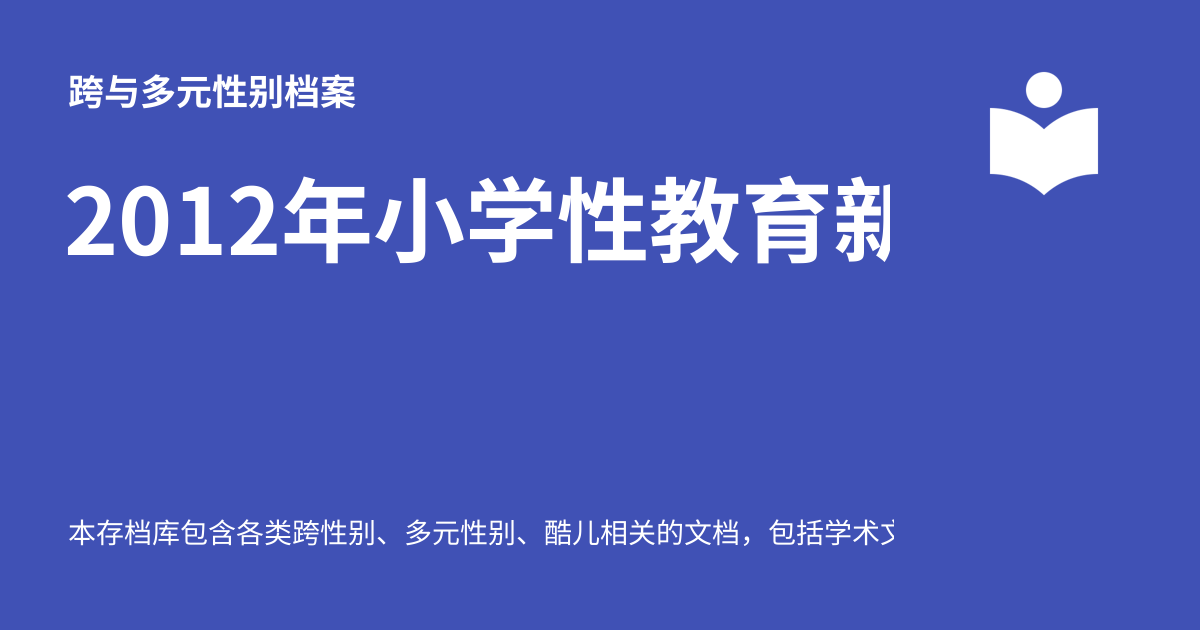 跨与多元性别档案
2012年小学性教育新
本存档库包含各类跨性别、多元性别、酷儿相关的文档，包括学术文